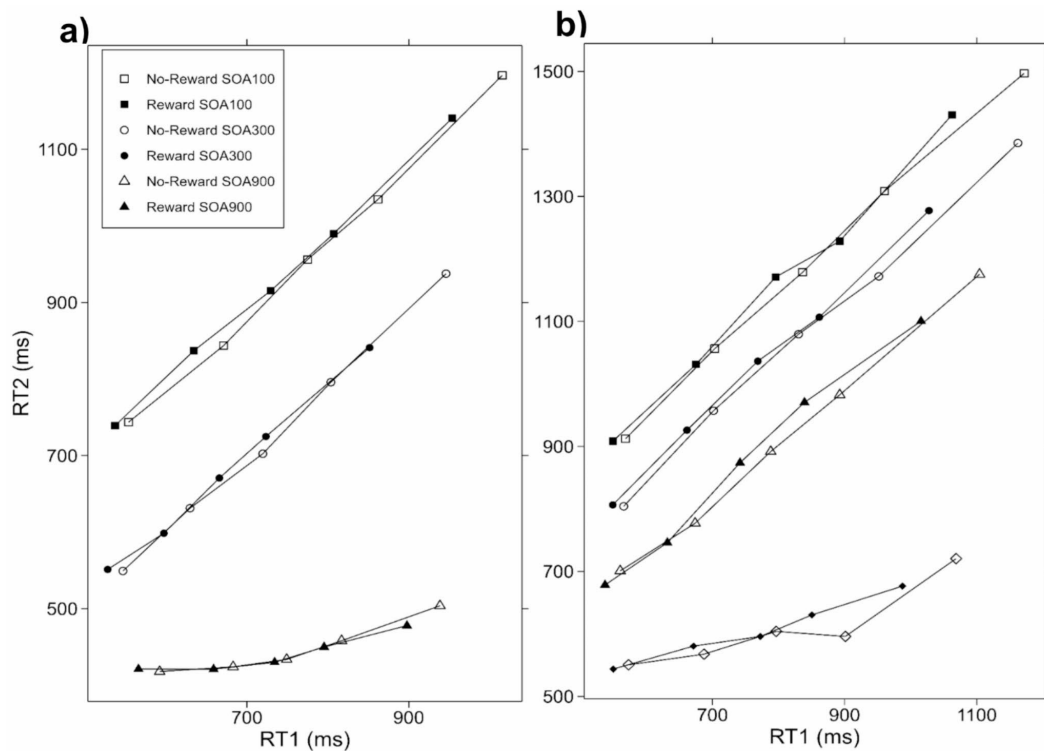 a)
No-Reward SOA100
Reward SOA100
No-Reward SOA300
Reward SOA300
No-Reward SOA900
Reward SOA900
1100
900
700
500
RT2 (ms)
700 900
RT1 (ms)
b)
1500
1300
1100
900
700
500
700 900 1100
RT1 (ms)